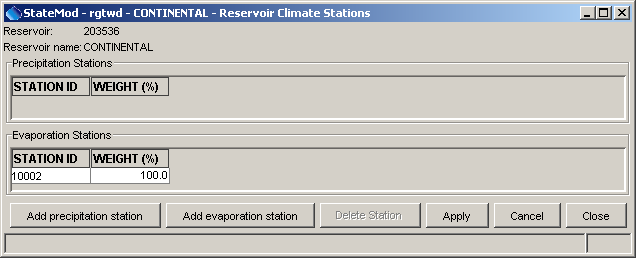 StateMod - rgtwd - CONTINENTAL - Reservoir Climate Stations
Reservoir: 203536
Reservoir name: CONTINENTAL
Precipitation Stations
STATION ID WEIGHT (%)
Evaporation Stations
STATION ID WEIGHT (%)
10002 100.0
Add precipitation station Add evaporation station Delete Station Apply Cancel Close